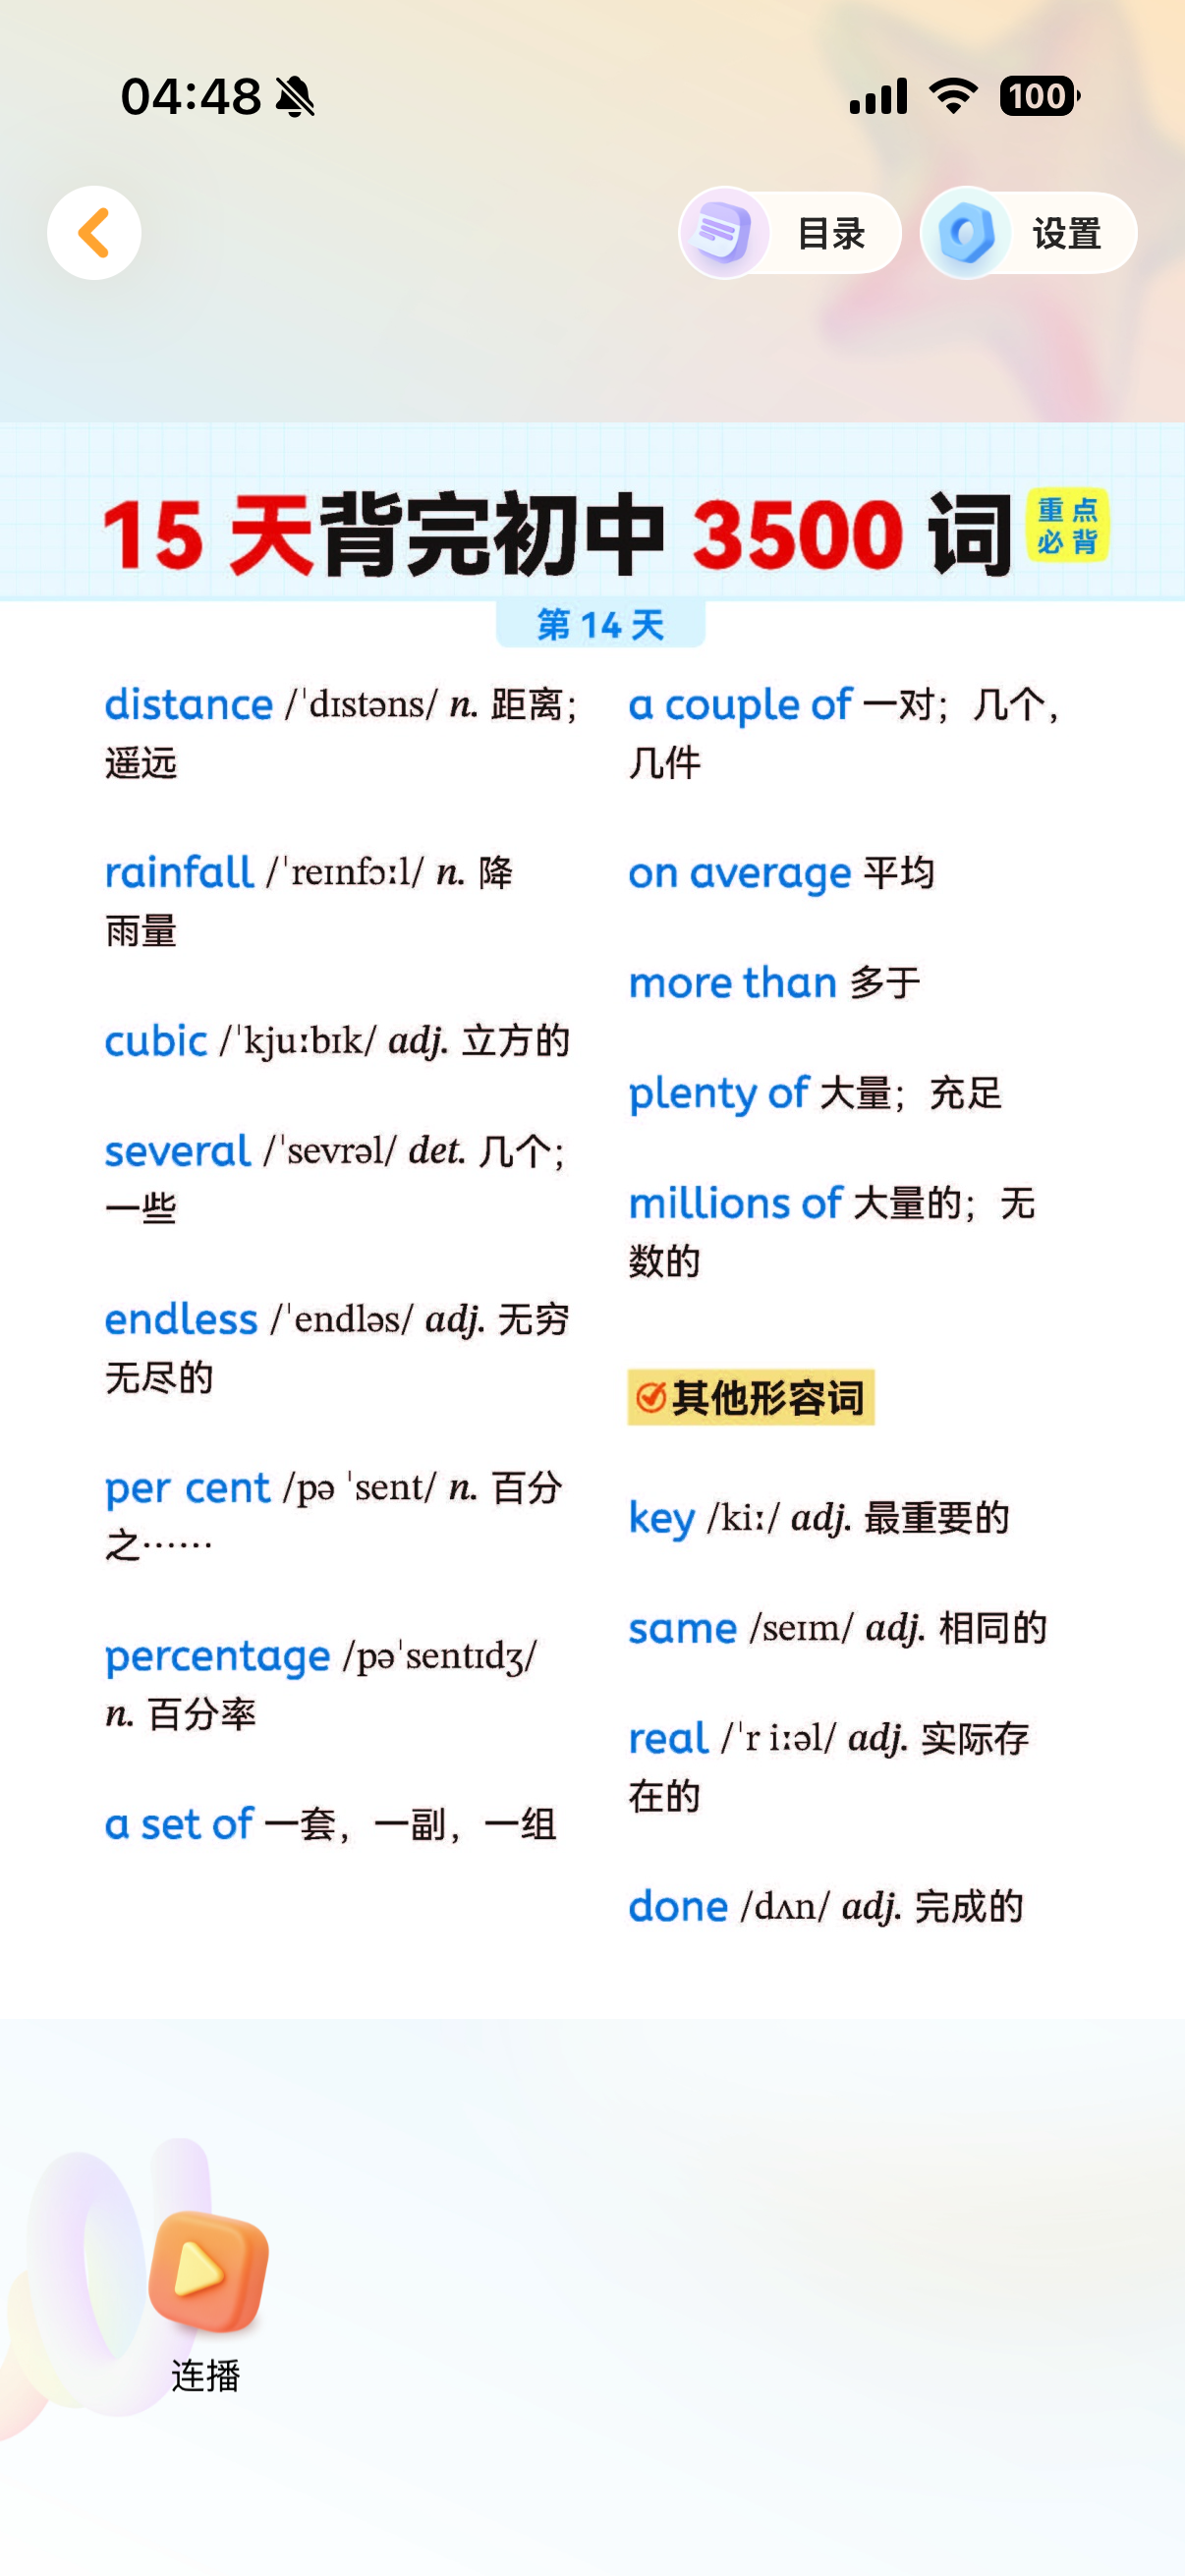 04:48
100
目录
设置
15 天背完初中 3500 词
重点
必背
第 14 天
distance /ˈdɪstəns/ n. 距离；
遥远
rainfall /ˈreɪnfɔːl/ n. 降
雨量
cubic /ˈkjuːbɪk/ adj. 立方的
several /ˈsevrəl/ det. 几个；
一些
endless /ˈendləs/ adj. 无穷
无尽的
per cent /pə ˈsent/ n. 百分
之……
percentage /pəˈsentɪdʒ/
n. 百分率
a set of 一套，一副，一组
a couple of 一对；几个，
几件
on average 平均
more than 多于
plenty of 大量；充足
millions of 大量的；无
数的
其他形容词
key /kiː/ adj. 最重要的
same /seɪm/ adj. 相同的
real /ˈr iːəl/ adj. 实际存
在的
done /dʌn/ adj. 完成的
连播